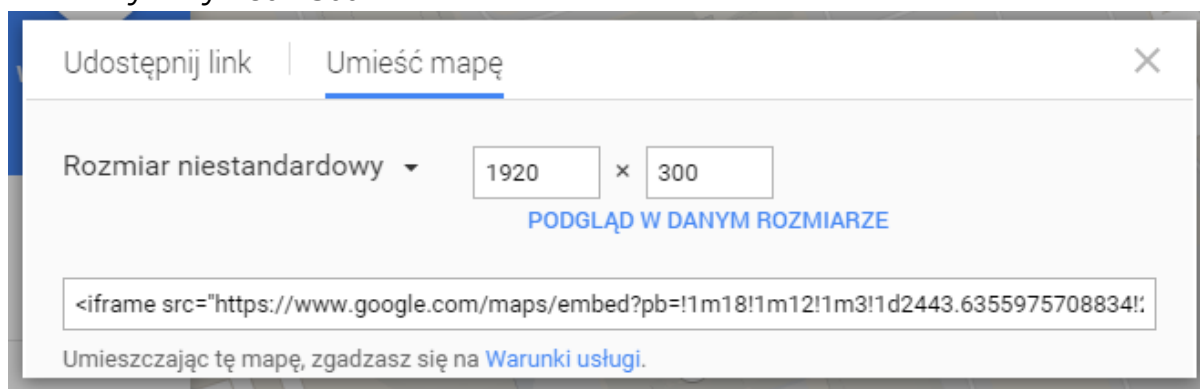 Udostępnij link Umieść mapę ×
Rozmiar niestandardowy 1920 × 300
PODGLĄD W DANYM ROZMIARZE
<iframe src="https://www.google.com/maps/embed?pb=!1m18!1m12!1m3!1d2443.6355975708834!
Umieszczając tę mapę, zgadzasz się na Warunki usługi.